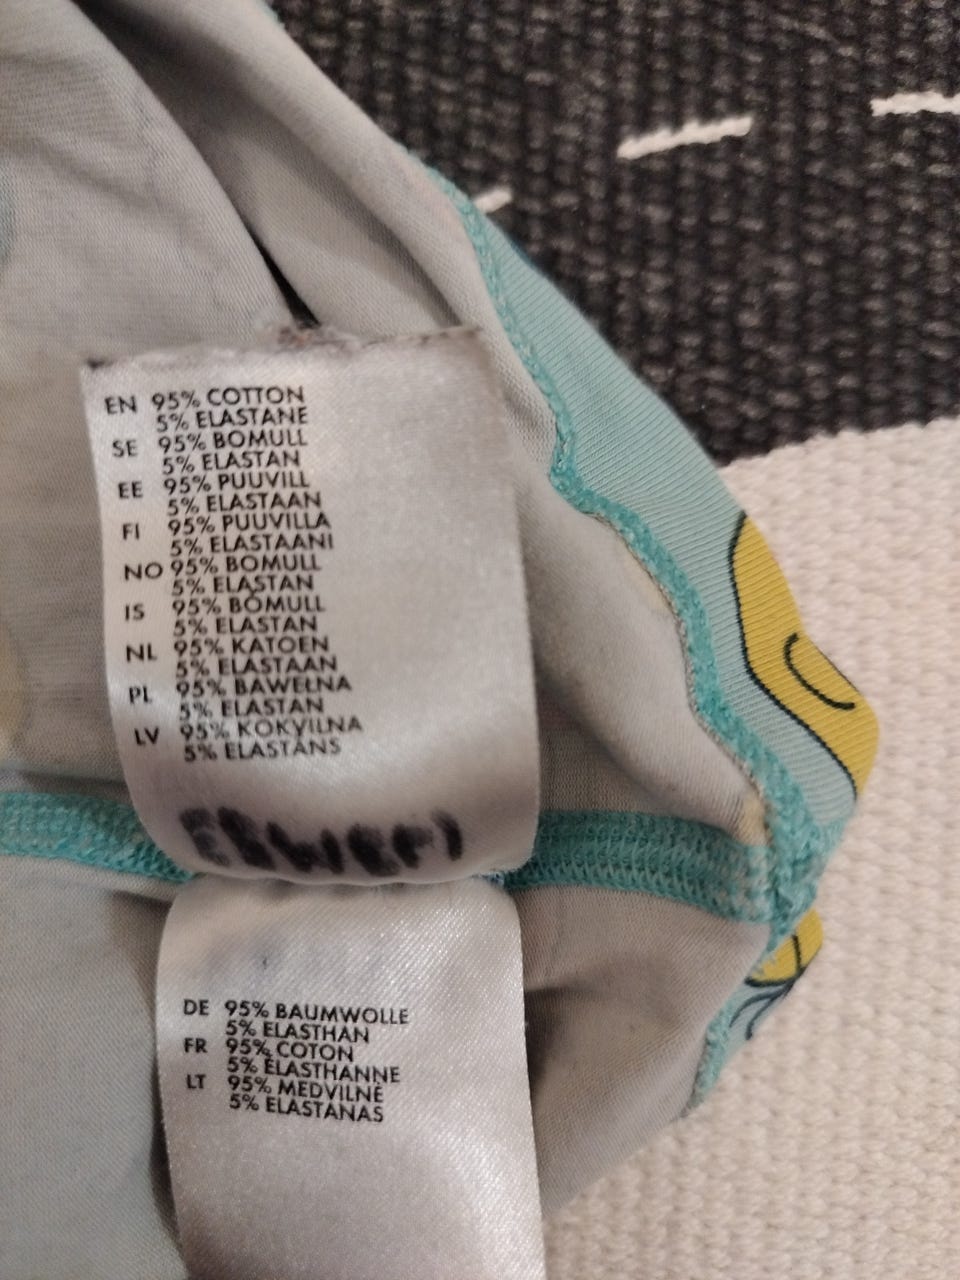 EN 95% COTTON
5% ELASTANE
SE 95% BOMULL
5% ELASTAN
EE 95% PUUVILL
5% ELASTAAN
FI 95% PUUVILLA
5% ELASTAANI
NO 95% BOMULL
5% ELASTAN
IS 95% BÓMULL
5% ELASTAN
NL 95% KATOEN
5% ELASTAAN
PL 95% BAWEŁNA
5% ELASTAN
LV 95% KOKVILNA
5% ELASTĀNS
DE 95% BAUMWOLLE
5% ELASTHAN
FR 95% COTON
5% ÉLASTHANNE
LT 95% MEDVILNĖ
5% ELASTANAS